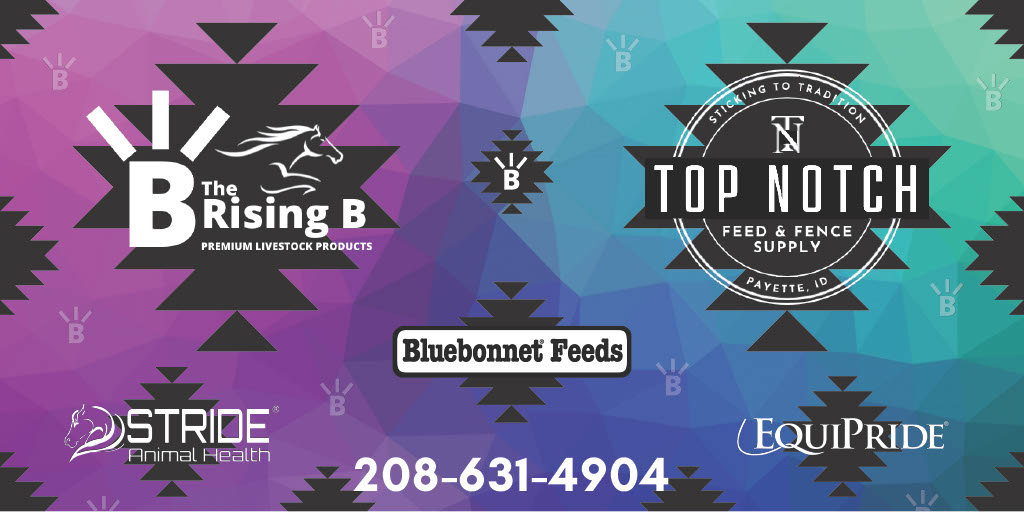 B
The
Rising B
PREMIUM LIVESTOCK PRODUCTS
B
STICKING TO TRADITION
TN
TOP NOTCH
FEED & FENCE
SUPPLY
PAYETTE, ID
Bluebonnet® Feeds
STRIDE®
Animal Health
EQUIPRIDE®
208-631-4904
B
B
B
B
B
B
B
B
B